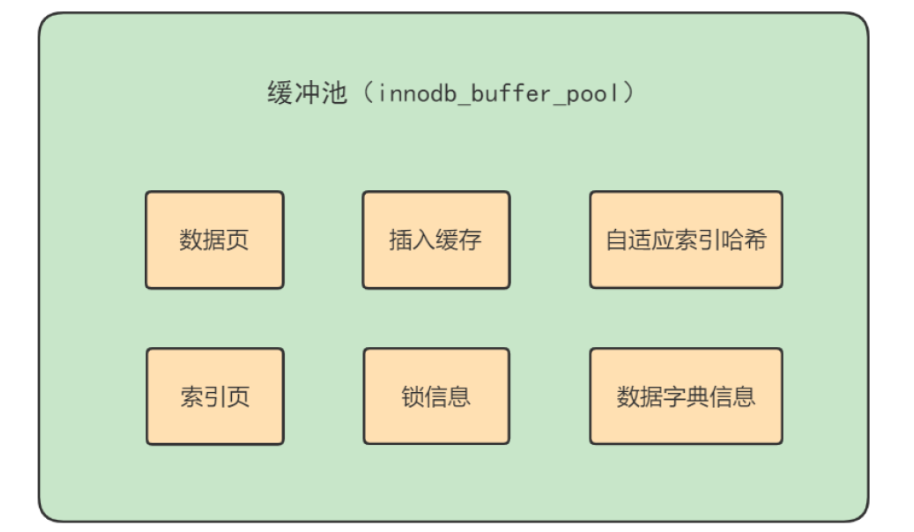 缓冲池（innodb_buffer_pool）
数据页
插入缓存
自适应索引哈希
索引页
锁信息
数据字典信息